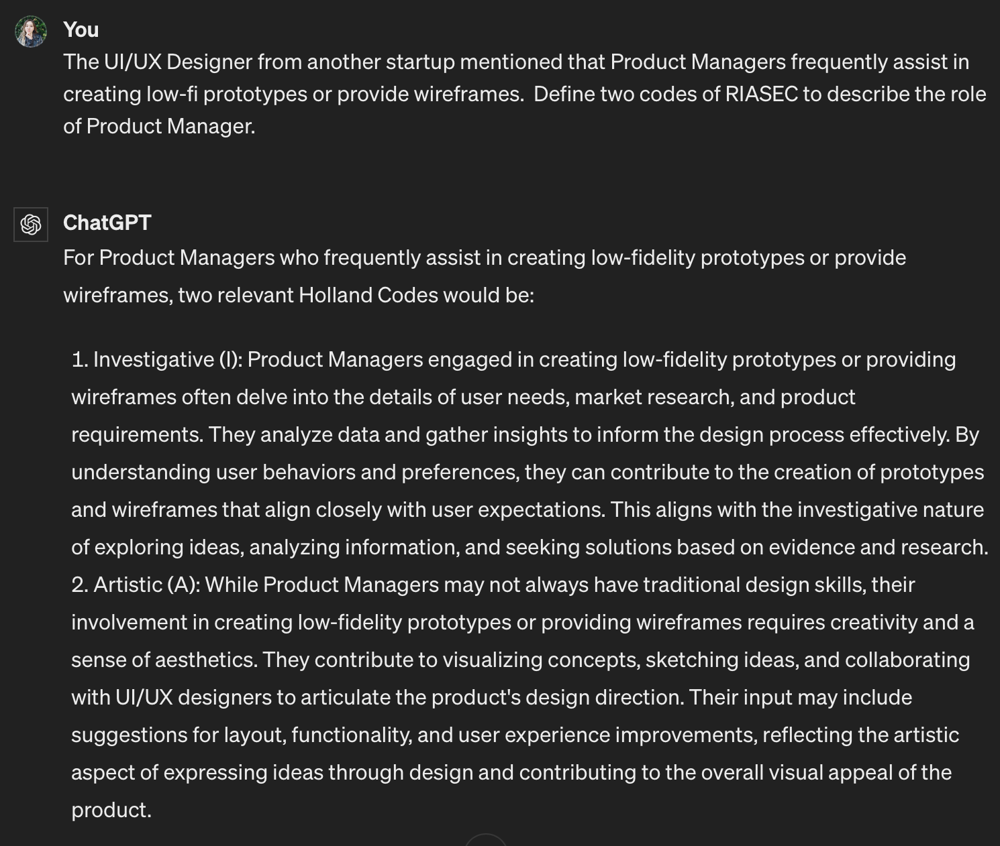 You
The UI/UX Designer from another startup mentioned that Product Managers frequently assist in
creating low-fi prototypes or provide wireframes.  Define two codes of RIASEC to describe the role
of Product Manager.
ChatGPT
For Product Managers who frequently assist in creating low-fidelity prototypes or provide
wireframes, two relevant Holland Codes would be:
1. Investigative (I): Product Managers engaged in creating low-fidelity prototypes or providing
wireframes often delve into the details of user needs, market research, and product
requirements. They analyze data and gather insights to inform the design process effectively. By
understanding user behaviors and preferences, they can contribute to the creation of prototypes
and wireframes that align closely with user expectations. This aligns with the investigative nature
of exploring ideas, analyzing information, and seeking solutions based on evidence and research.
2. Artistic (A): While Product Managers may not always have traditional design skills, their
involvement in creating low-fidelity prototypes or providing wireframes requires creativity and a
sense of aesthetics. They contribute to visualizing concepts, sketching ideas, and collaborating
with UI/UX designers to articulate the product's design direction. Their input may include
suggestions for layout, functionality, and user experience improvements, reflecting the artistic
aspect of expressing ideas through design and contributing to the overall visual appeal of the
product.